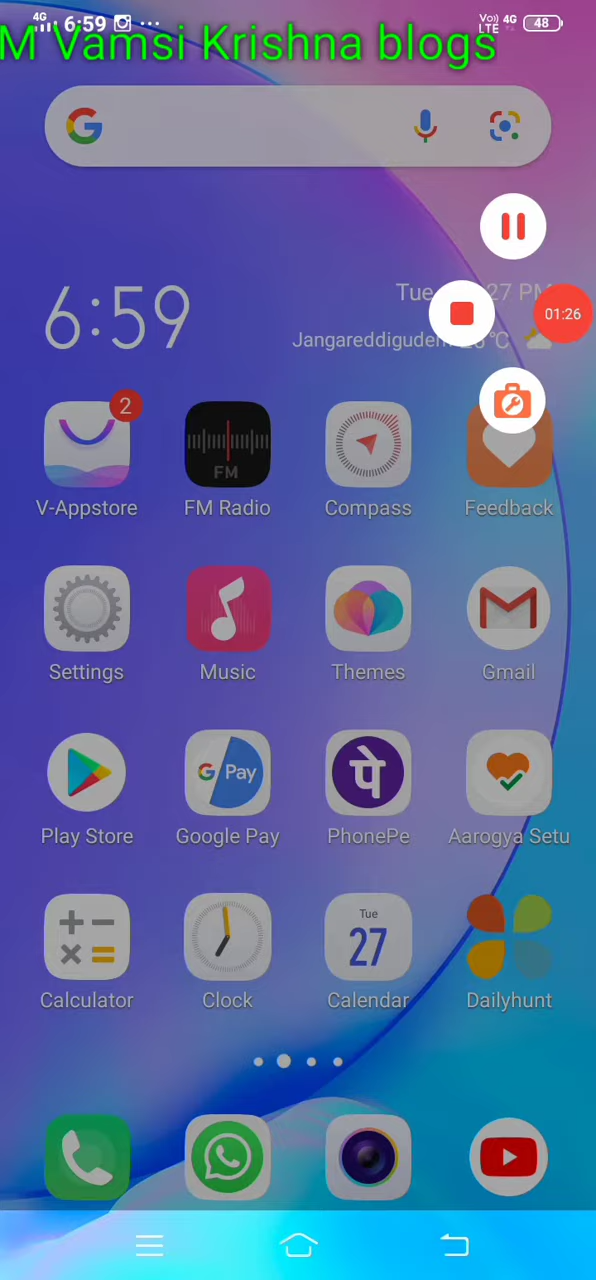 4G 6:59 ... Vo) LTE 4G 48
M Vamsi Krishna blogs
6:59
Tue 27 PM
Jangareddigudem °C
01:26
2
V-Appstore FM Radio Compass Feedback
FM
Settings Music Themes Gmail
G Pay पे
Play Store Google Pay PhonePe Aarogya Setu
Tue
27
Calculator Clock Calendar Dailyhunt